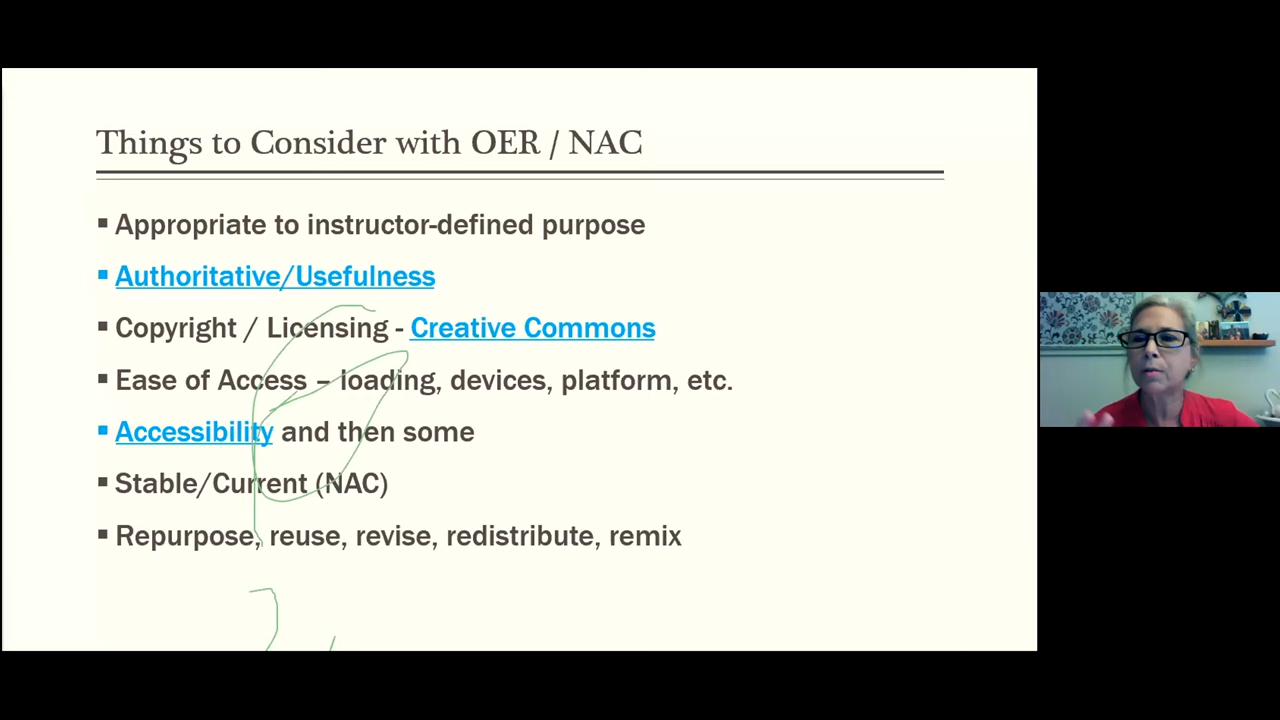 Things to Consider with OER / NAC
▪ Appropriate to instructor-defined purpose
▪ Authoritative/Usefulness
▪ Copyright / Licensing - Creative Commons
▪ Ease of Access – loading, devices, platform, etc.
▪ Accessibility and then some
▪ Stable/Current (NAC)
▪ Repurpose, reuse, revise, redistribute, remix